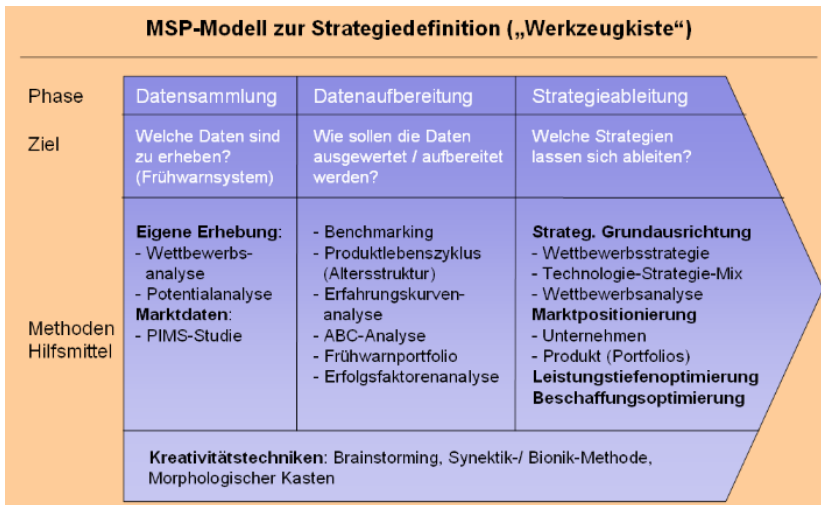 MSP-Modell zur Strategiedefinition („Werkzeugkiste“)
Phase
Datensammlung
Datenaufbereitung
Strategieableitung
Ziel
Welche Daten sind
zu erheben?
(Frühwarnsystem)
Wie sollen die Daten
ausgewertet / aufbereitet
werden?
Welche Strategien
lassen sich ableiten?
Methoden
Hilfsmittel
Eigene Erhebung:
- Wettbewerbs-
analyse
- Potentialanalyse
Marktdaten:
- PIMS-Studie
- Benchmarking
- Produktlebenszyklus
(Altersstruktur)
- Erfahrungskurven-
analyse
- ABC-Analyse
- Frühwarnportfolio
- Erfolgsfaktorenanalyse
Strateg. Grundausrichtung
- Wettbewerbsstrategie
- Technologie-Strategie-Mix
- Wettbewerbsanalyse
Marktpositionierung
- Unternehmen
- Produkt (Portfolios)
Leistungstiefenoptimierung
Beschaffungsoptimierung
Kreativitätstechniken: Brainstorming, Synektik-/ Bionik-Methode,
Morphologischer Kasten